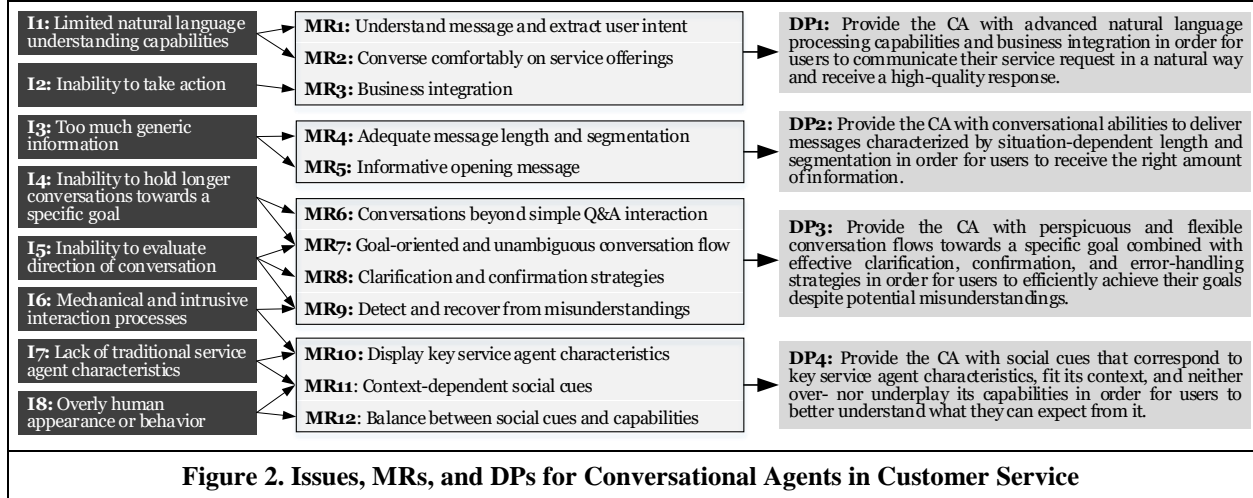 I1: Limited natural language
understanding capabilities
I2: Inability to take action
I3: Too much generic
information
I4: Inability to hold longer
conversations towards a
specific goal
I5: Inability to evaluate
direction of conversation
I6: Mechanical and intrusive
interaction processes
I7: Lack of traditional service
agent characteristics
I8: Overly human
appearance or behavior
MR1: Understand message and extract user intent
MR2: Converse comfortably on service offerings
MR3: Business integration
MR4: Adequate message length and segmentation
MR5: Informative opening message
MR6: Conversations beyond simple Q&A interaction
MR7: Goal-oriented and unambiguous conversation flow
MR8: Clarification and confirmation strategies
MR9: Detect and recover from misunderstandings
MR10: Display key service agent characteristics
MR11: Context-dependent social cues
MR12: Balance between social cues and capabilities
DP1: Provide the CA with advanced natural language
processing capabilities and business integration in order for
users to communicate their service request in a natural way
and receive a high-quality response.
DP2: Provide the CA with conversational abilities to deliver
messages characterized by situation-dependent length and
segmentation in order for users to receive the right amount
of information.
DP3: Provide the CA with perspicuous and flexible
conversation flows towards a specific goal combined with
effective clarification, confirmation, and error-handling
strategies in order for users to efficiently achieve their goals
despite potential misunderstandings.
DP4: Provide the CA with social cues that correspond to
key service agent characteristics, fit its context, and neither
over- nor underplay its capabilities in order for users to
better understand what they can expect from it.
Figure 2. Issues, MRs, and DPs for Conversational Agents in Customer Service